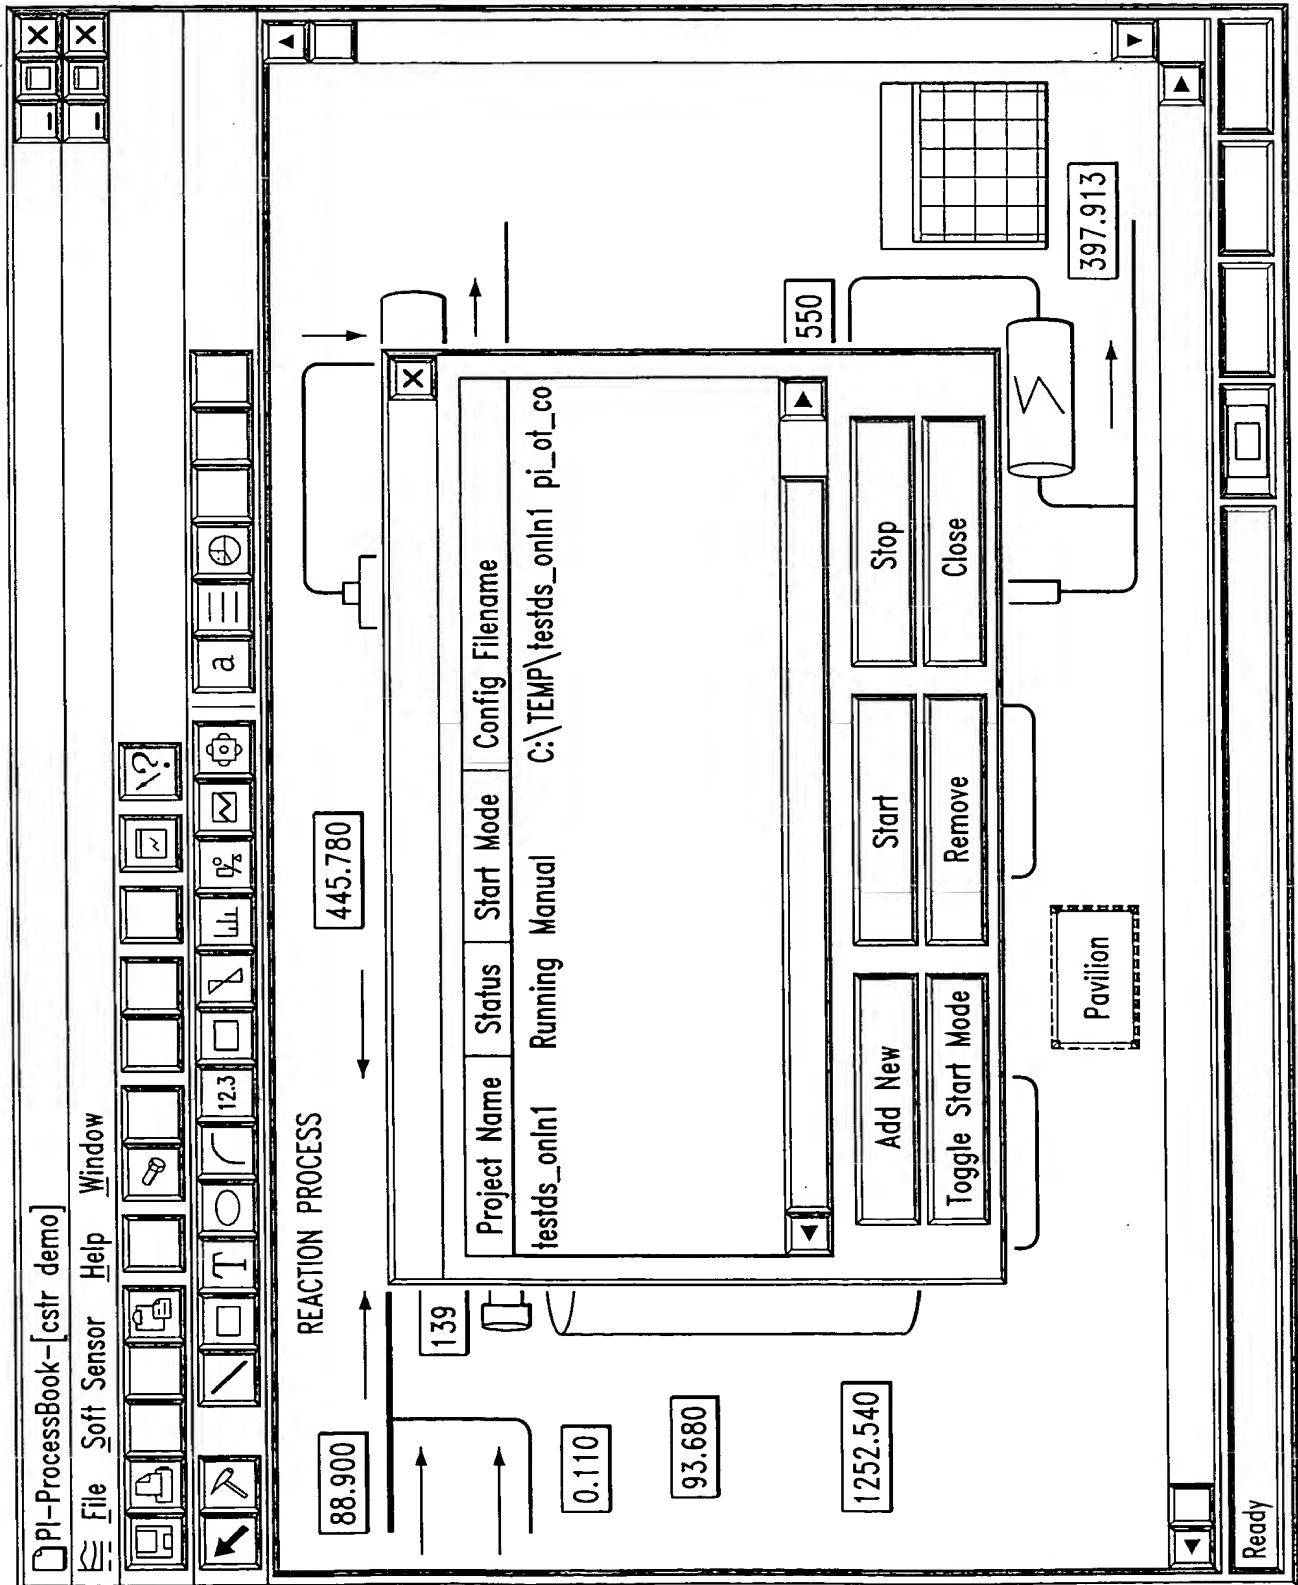 PI-ProcessBook-[cstr demo]
File Soft Sensor Help Window
T 12.3 a
\?
REACTION PROCESS
88.900
445.780
139
0.110
93.680
1252.540
550
397.913
Project Name Status Start Mode Config Filename
testds_onln1 Running Manual C:\TEMP\testds_onln1 pi_ot_co
Add New Start Stop
Toggle Start Mode Remove Close
Pavilion
Ready